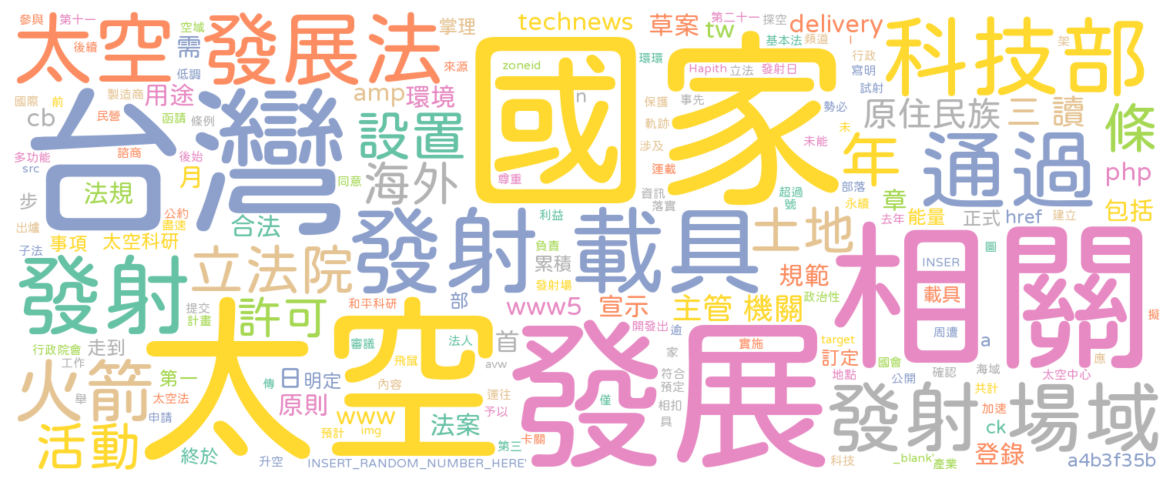 參與 第十一 空域 掌理 technews 草案 tw 第二十一 探空 delivery
太空 發展法 後續 需 低調 來源 zoneid 國家 環環 基本法 頻道 I 行政 架 科技部
Hapith 立法 發射日 寫明 試射
國際 前 製造商 用途 amp 環境 n 保護 事先 勢必 原住民族 三讀
cb 民營 函請 條例 設置 軌跡 未 條
台灣 諮商 涉及 未能 年 通過
多功能 src 後始 月 同意 海外 尊重 運載 php
步 法規 公約 盡速 資訊 落實 超過 號 部落 永續 章 去年 能量 正式 href 建立 包括
出爐 子法 事項 太空科研 合法 發射 載具 利益 土地 相關
負責 累積 圖
發射 立法院 發射場 規範 INSER
提交 計畫 許可 和平科研 部 www5 宣示 主管 機關 政治性 載具 擬
行政院會 走到 審議 法人 首 開發出 逾 實施 target 訂定 周遭 a
工作 飛鼠 avw 家 國會 應
火箭 舉 第一 太空法 傳 日 明定 內容 運往 符合 預定 地點 公開 確認 海域 太空中心
申請 原則 太空 www 予以 僅 發展 相扣 具 共計 加速
預計 img 法案 卡關 發射 場域
活動 終於 第三 ck 登錄
升空 INSERT_RANDOM_NUMBER_HERE' 科技 _blank' 產業 a4b3f35b